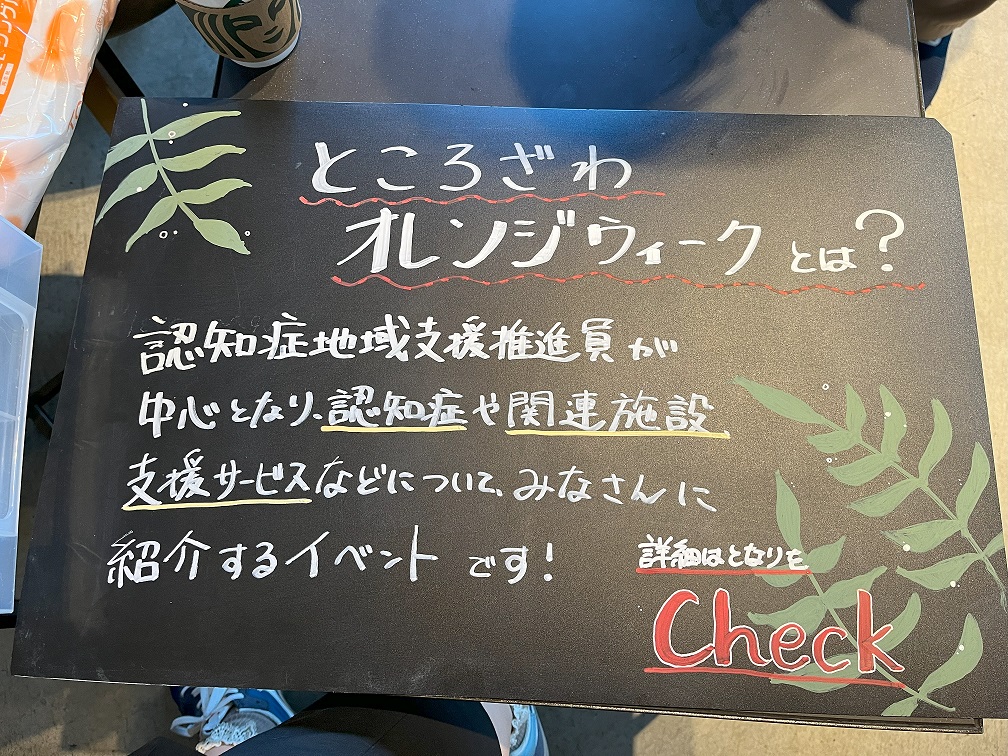 ところざわ
オレンジウィークとは?
認知症地域支援推進員が
中心となり、認知症や関連施設
支援サービスなどについて、みなさんに
紹介するイベントです!
詳細はとなりを
Check